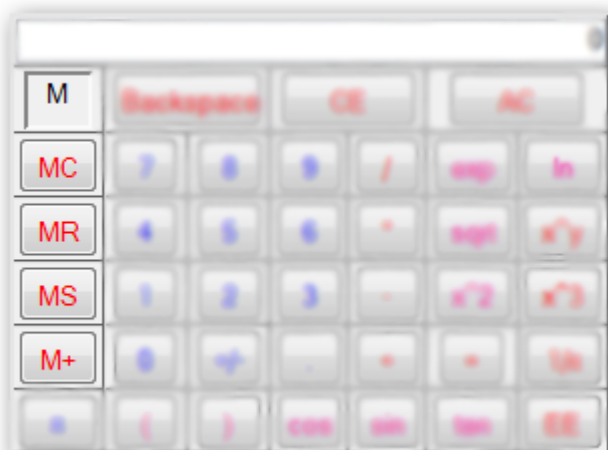 0
M Backspace CE AC
MC 7 8 9 / exp ln
MR 4 5 6 * sqrt x^y
MS 1 2 3 - x^2 x^3
M+ 0 +/- .
( ) cos sin tan EE